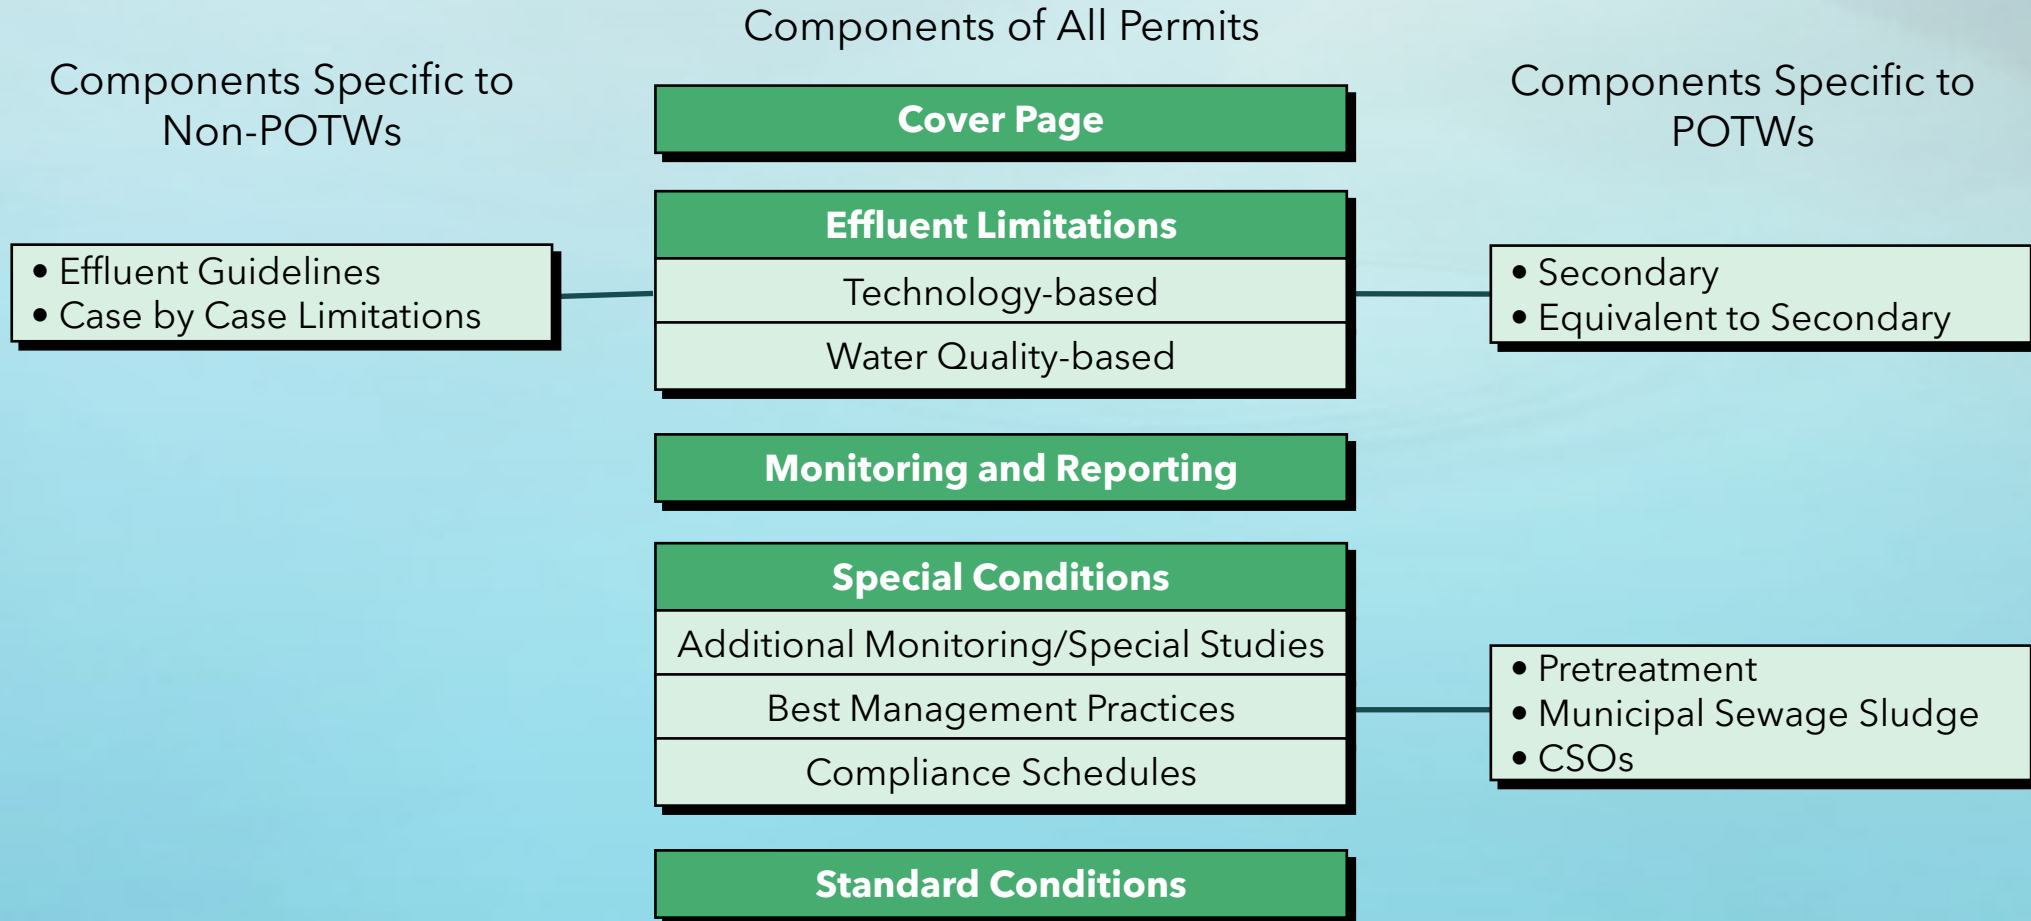 Components of All Permits
Components Specific to
Non-POTWs
Components Specific to
POTWs
Cover Page
Effluent Limitations
Technology-based
Water Quality-based
• Effluent Guidelines
• Case by Case Limitations
• Secondary
• Equivalent to Secondary
Monitoring and Reporting
Special Conditions
Additional Monitoring/Special Studies
Best Management Practices
Compliance Schedules
• Pretreatment
• Municipal Sewage Sludge
• CSOs
Standard Conditions